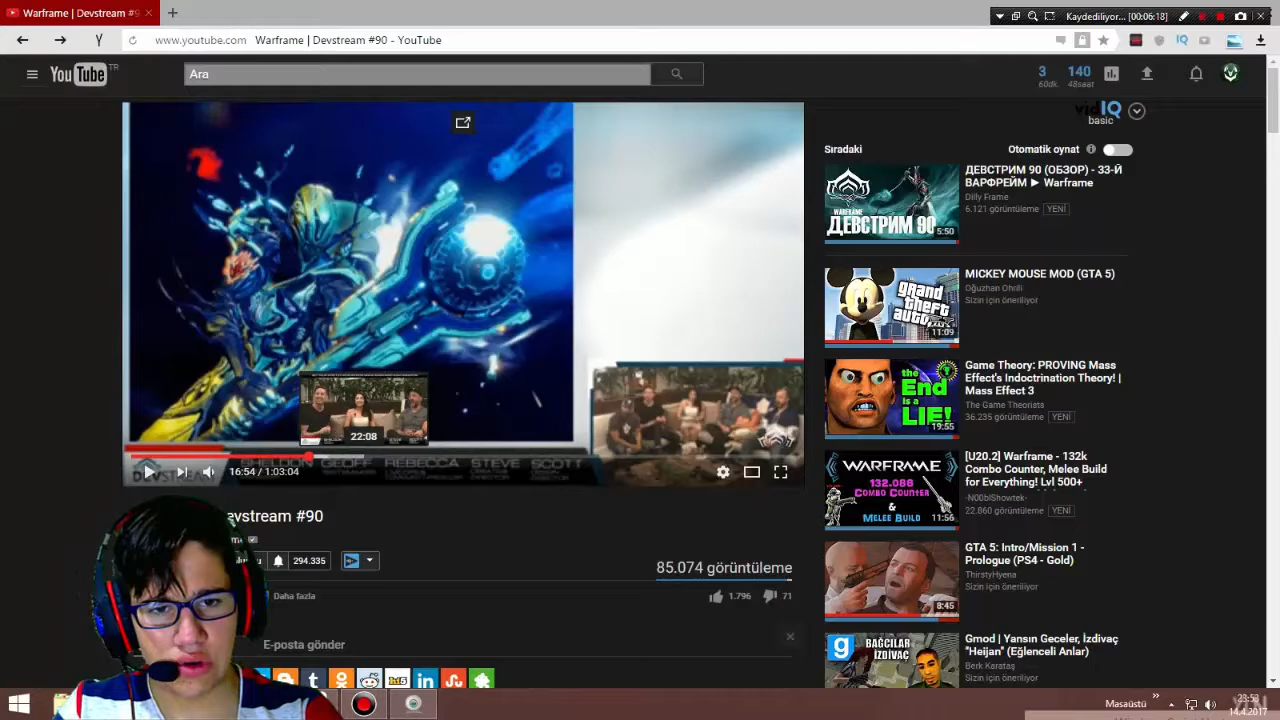 Warframe | Devstream #9
Kaydediliyor... [00:06:18]
www.youtube.com Warframe | Devstream #90 - YouTube
YouTube TR
Ara
3
60dk.
140
48saat
vidIQ
basic
22:08
16:54 / 1:03:04
SHELDON GEOFF REBECCA STEVE SCOTT
evstream #90
294.335
85.074 görüntüleme
Daha fazla
1.796
71
E-posta gönder
Sıradaki
Otomatik oynat
WARFRAME
ДЕВСТРИМ 90
5:50
ДЕВСТРИМ 90 (ОБЗОР) - 33-Й
ВАРФРЕЙМ ► Warframe
Dilly Frame
6.121 görüntüleme YENİ
grand
theft
auto
11:09
MICKEY MOUSE MOD (GTA 5)
Oğuzhan Ohrili
Sizin için öneriliyor
the
End
is a
LIE!
19:55
Game Theory: PROVING Mass
Effect's Indoctrination Theory! |
Mass Effect 3
The Game Theorists
36.235 görüntüleme YENİ
WARFRAME
132.086
Combo Counter
&
Melee Build
11:56
[U20.2] Warframe - 132k
Combo Counter, Melee Build
for Everything! Lvl 500+
-N00blShowtek-
22.860 görüntüleme YENİ
8:45
GTA 5: Intro/Mission 1 -
Prologue (PS4 - Gold)
ThirstyHyena
Sizin için öneriliyor
BAĞCILAR
İZDİVAÇ
Gmod | Yansın Geceler, İzdivaç
"Heijan" (Eğlenceli Anlar)
Berk Karataş
Sizin için öneriliyor
Masaüstü
23:53
14.4.2017